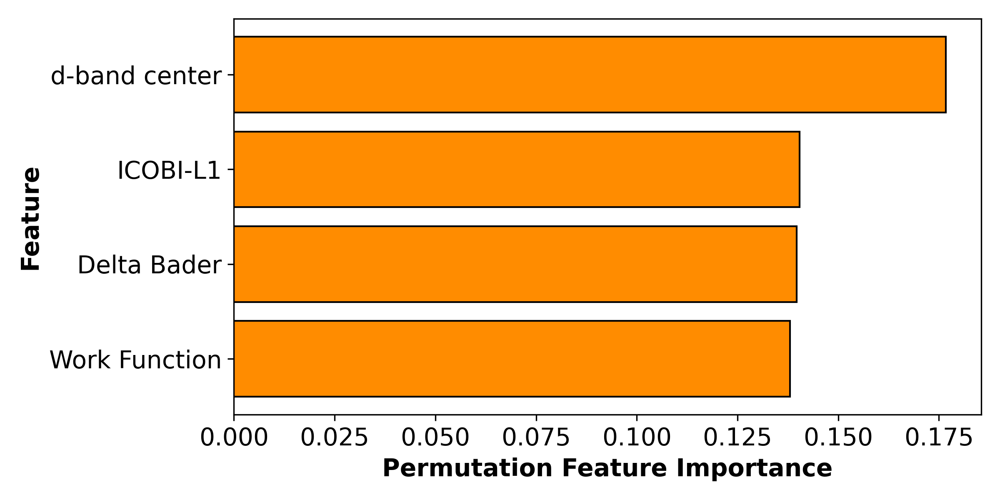 d-band center
ICOBI-L1
Delta Bader
Work Function
Feature
0.000 0.025 0.050 0.075 0.100 0.125 0.150 0.175
Permutation Feature Importance